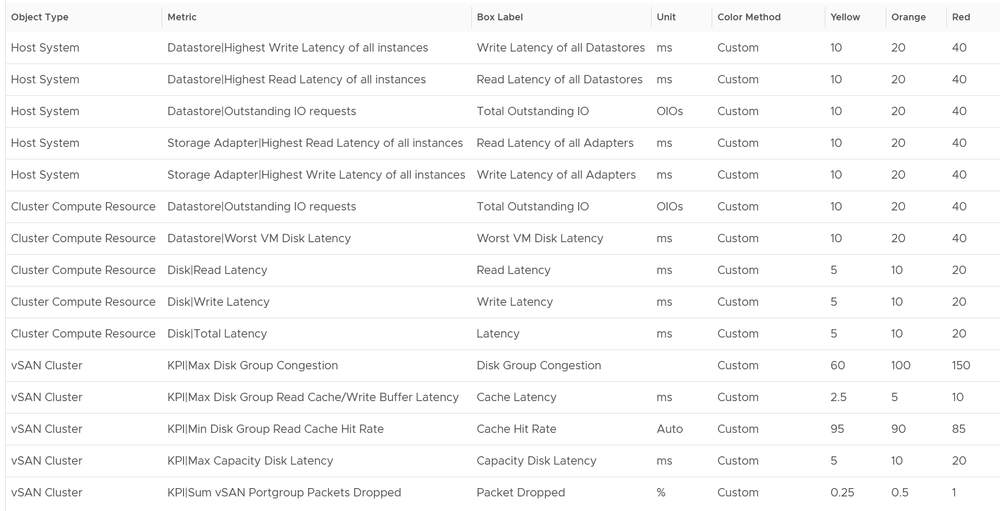 Object Type Metric Box Label Unit Color Method Yellow Orange Red
Host System Datastore|Highest Write Latency of all instances Write Latency of all Datastores ms Custom 10 20 40
Host System Datastore|Highest Read Latency of all instances Read Latency of all Datastores ms Custom 10 20 40
Host System Datastore|Outstanding IO requests Total Outstanding IO OIOs Custom 10 20 40
Host System Storage Adapter|Highest Read Latency of all instances Read Latency of all Adapters ms Custom 10 20 40
Host System Storage Adapter|Highest Write Latency of all instances Write Latency of all Adapters ms Custom 10 20 40
Cluster Compute Resource Datastore|Outstanding IO requests Total Outstanding IO OIOs Custom 10 20 40
Cluster Compute Resource Datastore|Worst VM Disk Latency Worst VM Disk Latency ms Custom 10 20 40
Cluster Compute Resource Disk|Read Latency Read Latency ms Custom 5 10 20
Cluster Compute Resource Disk|Write Latency Write Latency ms Custom 5 10 20
Cluster Compute Resource Disk|Total Latency Latency ms Custom 5 10 20
vSAN Cluster KPI|Max Disk Group Congestion Disk Group Congestion Custom 60 100 150
vSAN Cluster KPI|Max Disk Group Read Cache/Write Buffer Latency Cache Latency ms Custom 2.5 5 10
vSAN Cluster KPI|Min Disk Group Read Cache Hit Rate Cache Hit Rate Auto Custom 95 90 85
vSAN Cluster KPI|Max Capacity Disk Latency Capacity Disk Latency ms Custom 5 10 20
vSAN Cluster KPI|Sum vSAN Portgroup Packets Dropped Packet Dropped % Custom 0.25 0.5 1